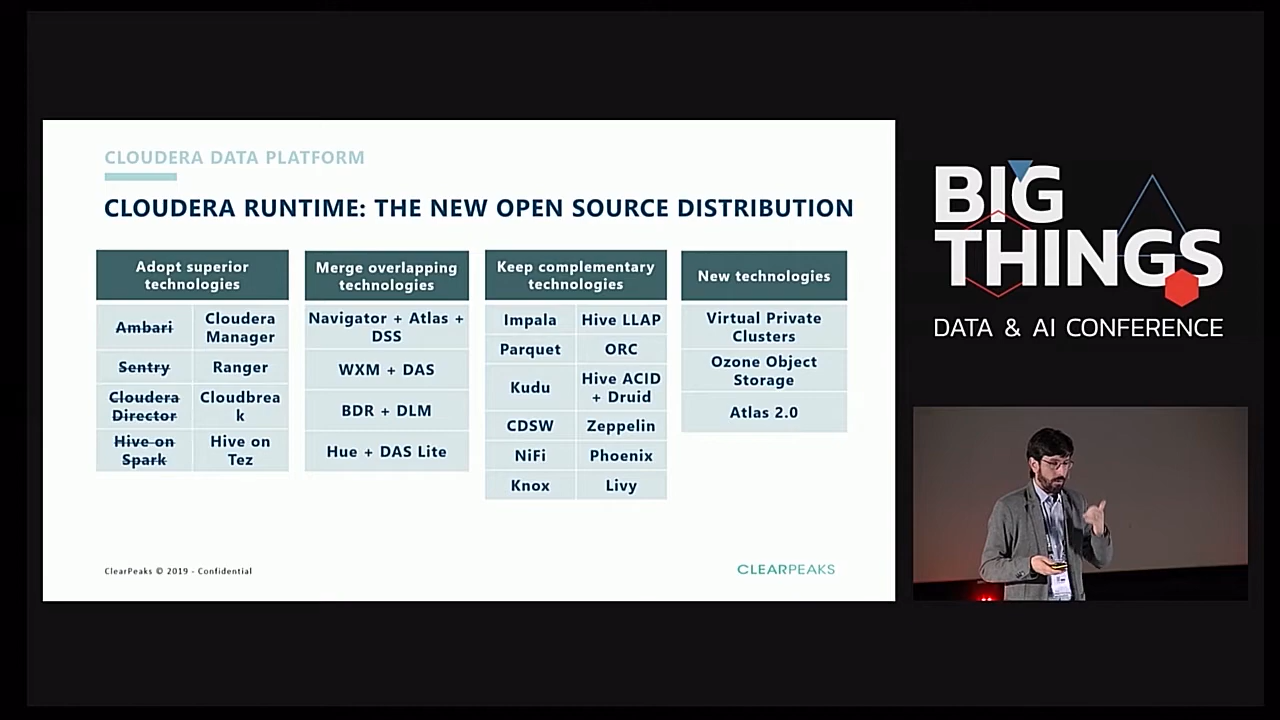 CLOUDERA DATA PLATFORM
CLOUDERA RUNTIME: THE NEW OPEN SOURCE DISTRIBUTION
Adopt superior
technologies
Ambari
Cloudera
Manager
Sentry
Ranger
Cloudera
Director
Cloudbrea
k
Hive on
Spark
Hive on
Tez
Merge overlapping
technologies
Navigator + Atlas +
DSS
WXM + DAS
BDR + DLM
Hue + DAS Lite
Keep complementary
technologies
Impala
Hive LLAP
Parquet
ORC
Kudu
Hive ACID
+ Druid
CDSW
Zeppelin
NiFi
Phoenix
Knox
Livy
New technologies
Virtual Private
Clusters
Ozone Object
Storage
Atlas 2.0
ClearPeaks © 2019 - Confidential
CLEARPEAKS
BIG
THINGS
DATA & AI CONFERENCE